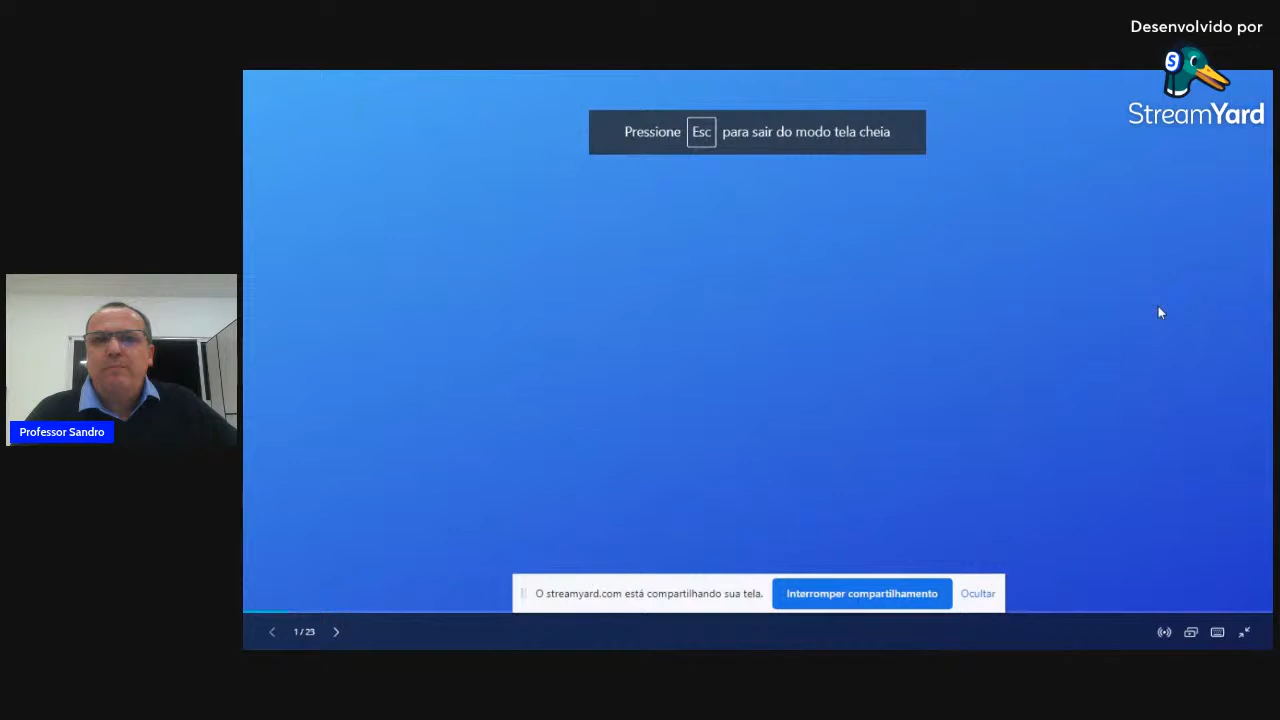 Desenvolvido por
StreamYard
Pressione Esc para sair do modo tela cheia
Professor Sandro
O streamyard.com está compartilhando sua tela. Interromper compartilhamento Ocultar
1 / 23